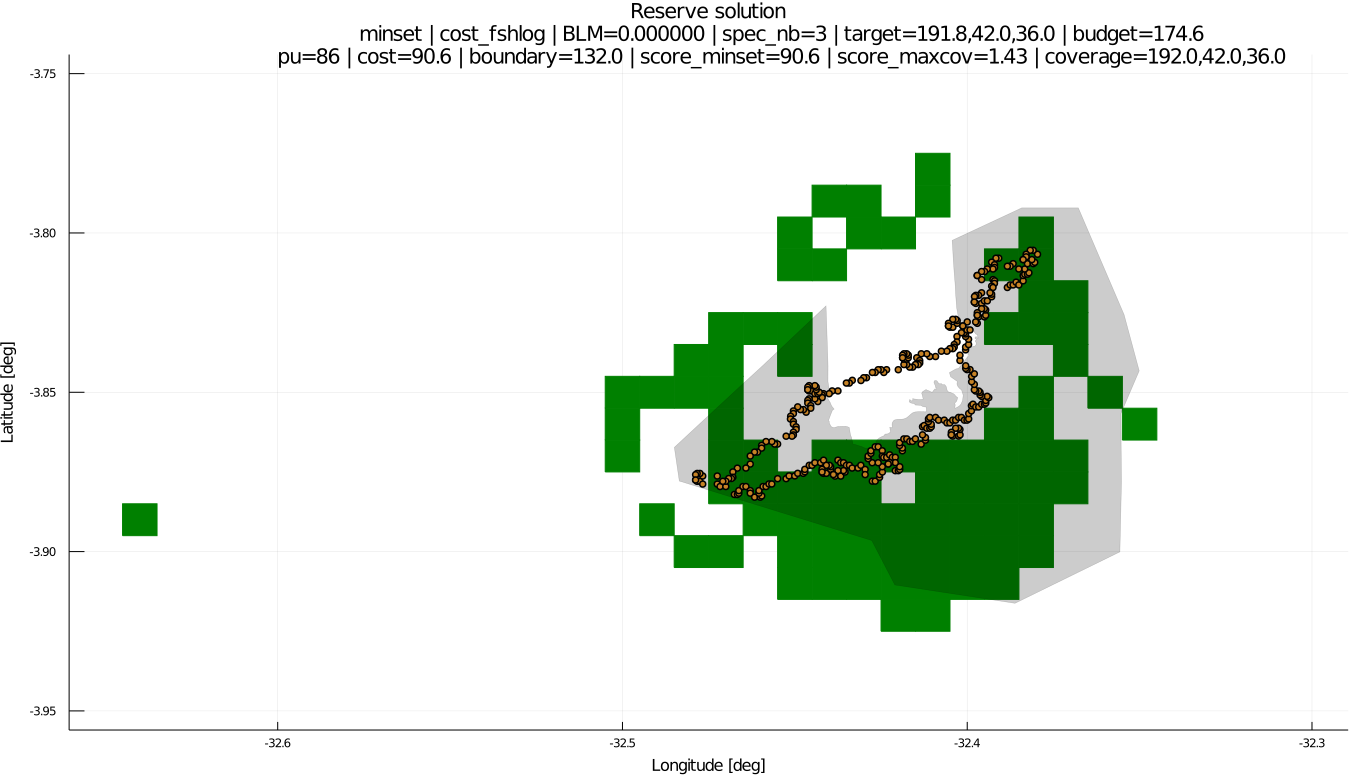 Reserve solution
minset | cost_fshlog | BLM=0.000000 | spec_nb=3 | target=191.8,42.0,36.0 | budget=174.6
pu=86 | cost=90.6 | boundary=132.0 | score_minset=90.6 | score_maxcov=1.43 | coverage=192.0,42.0,36.0
-3.75
-3.80
-3.85
-3.90
-3.95
Latitude [deg]
-32.6 -32.5 -32.4 -32.3
Longitude [deg]